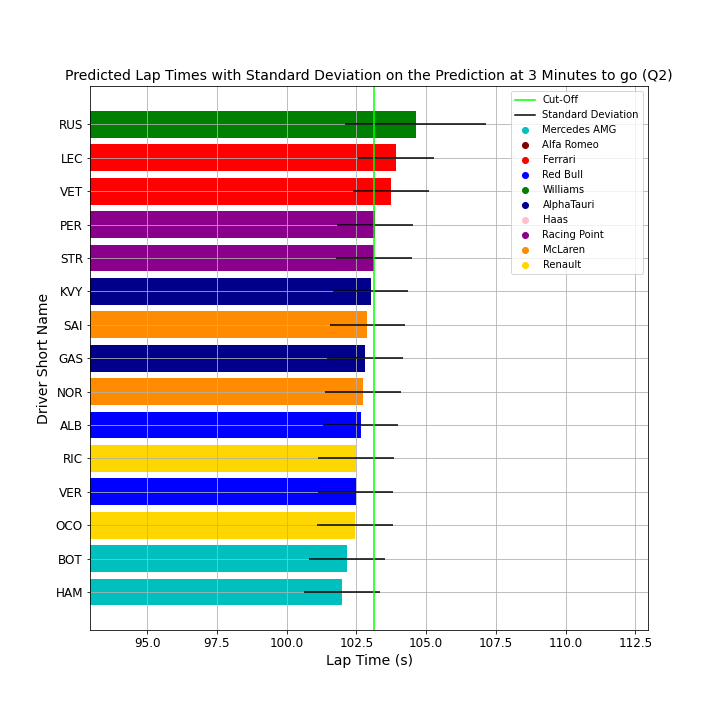 Predicted Lap Times with Standard Deviation on the Prediction at 3 Minutes to go (Q2)
Cut-Off
Standard Deviation
Mercedes AMG
Alfa Romeo
Ferrari
Red Bull
Williams
AlphaTauri
Haas
Racing Point
McLaren
Renault
Driver Short Name
RUS
LEC
VET
PER
STR
KVY
SAI
GAS
NOR
ALB
RIC
VER
OCO
BOT
HAM
95.0 97.5 100.0 102.5 105.0 107.5 110.0 112.5
Lap Time (s)